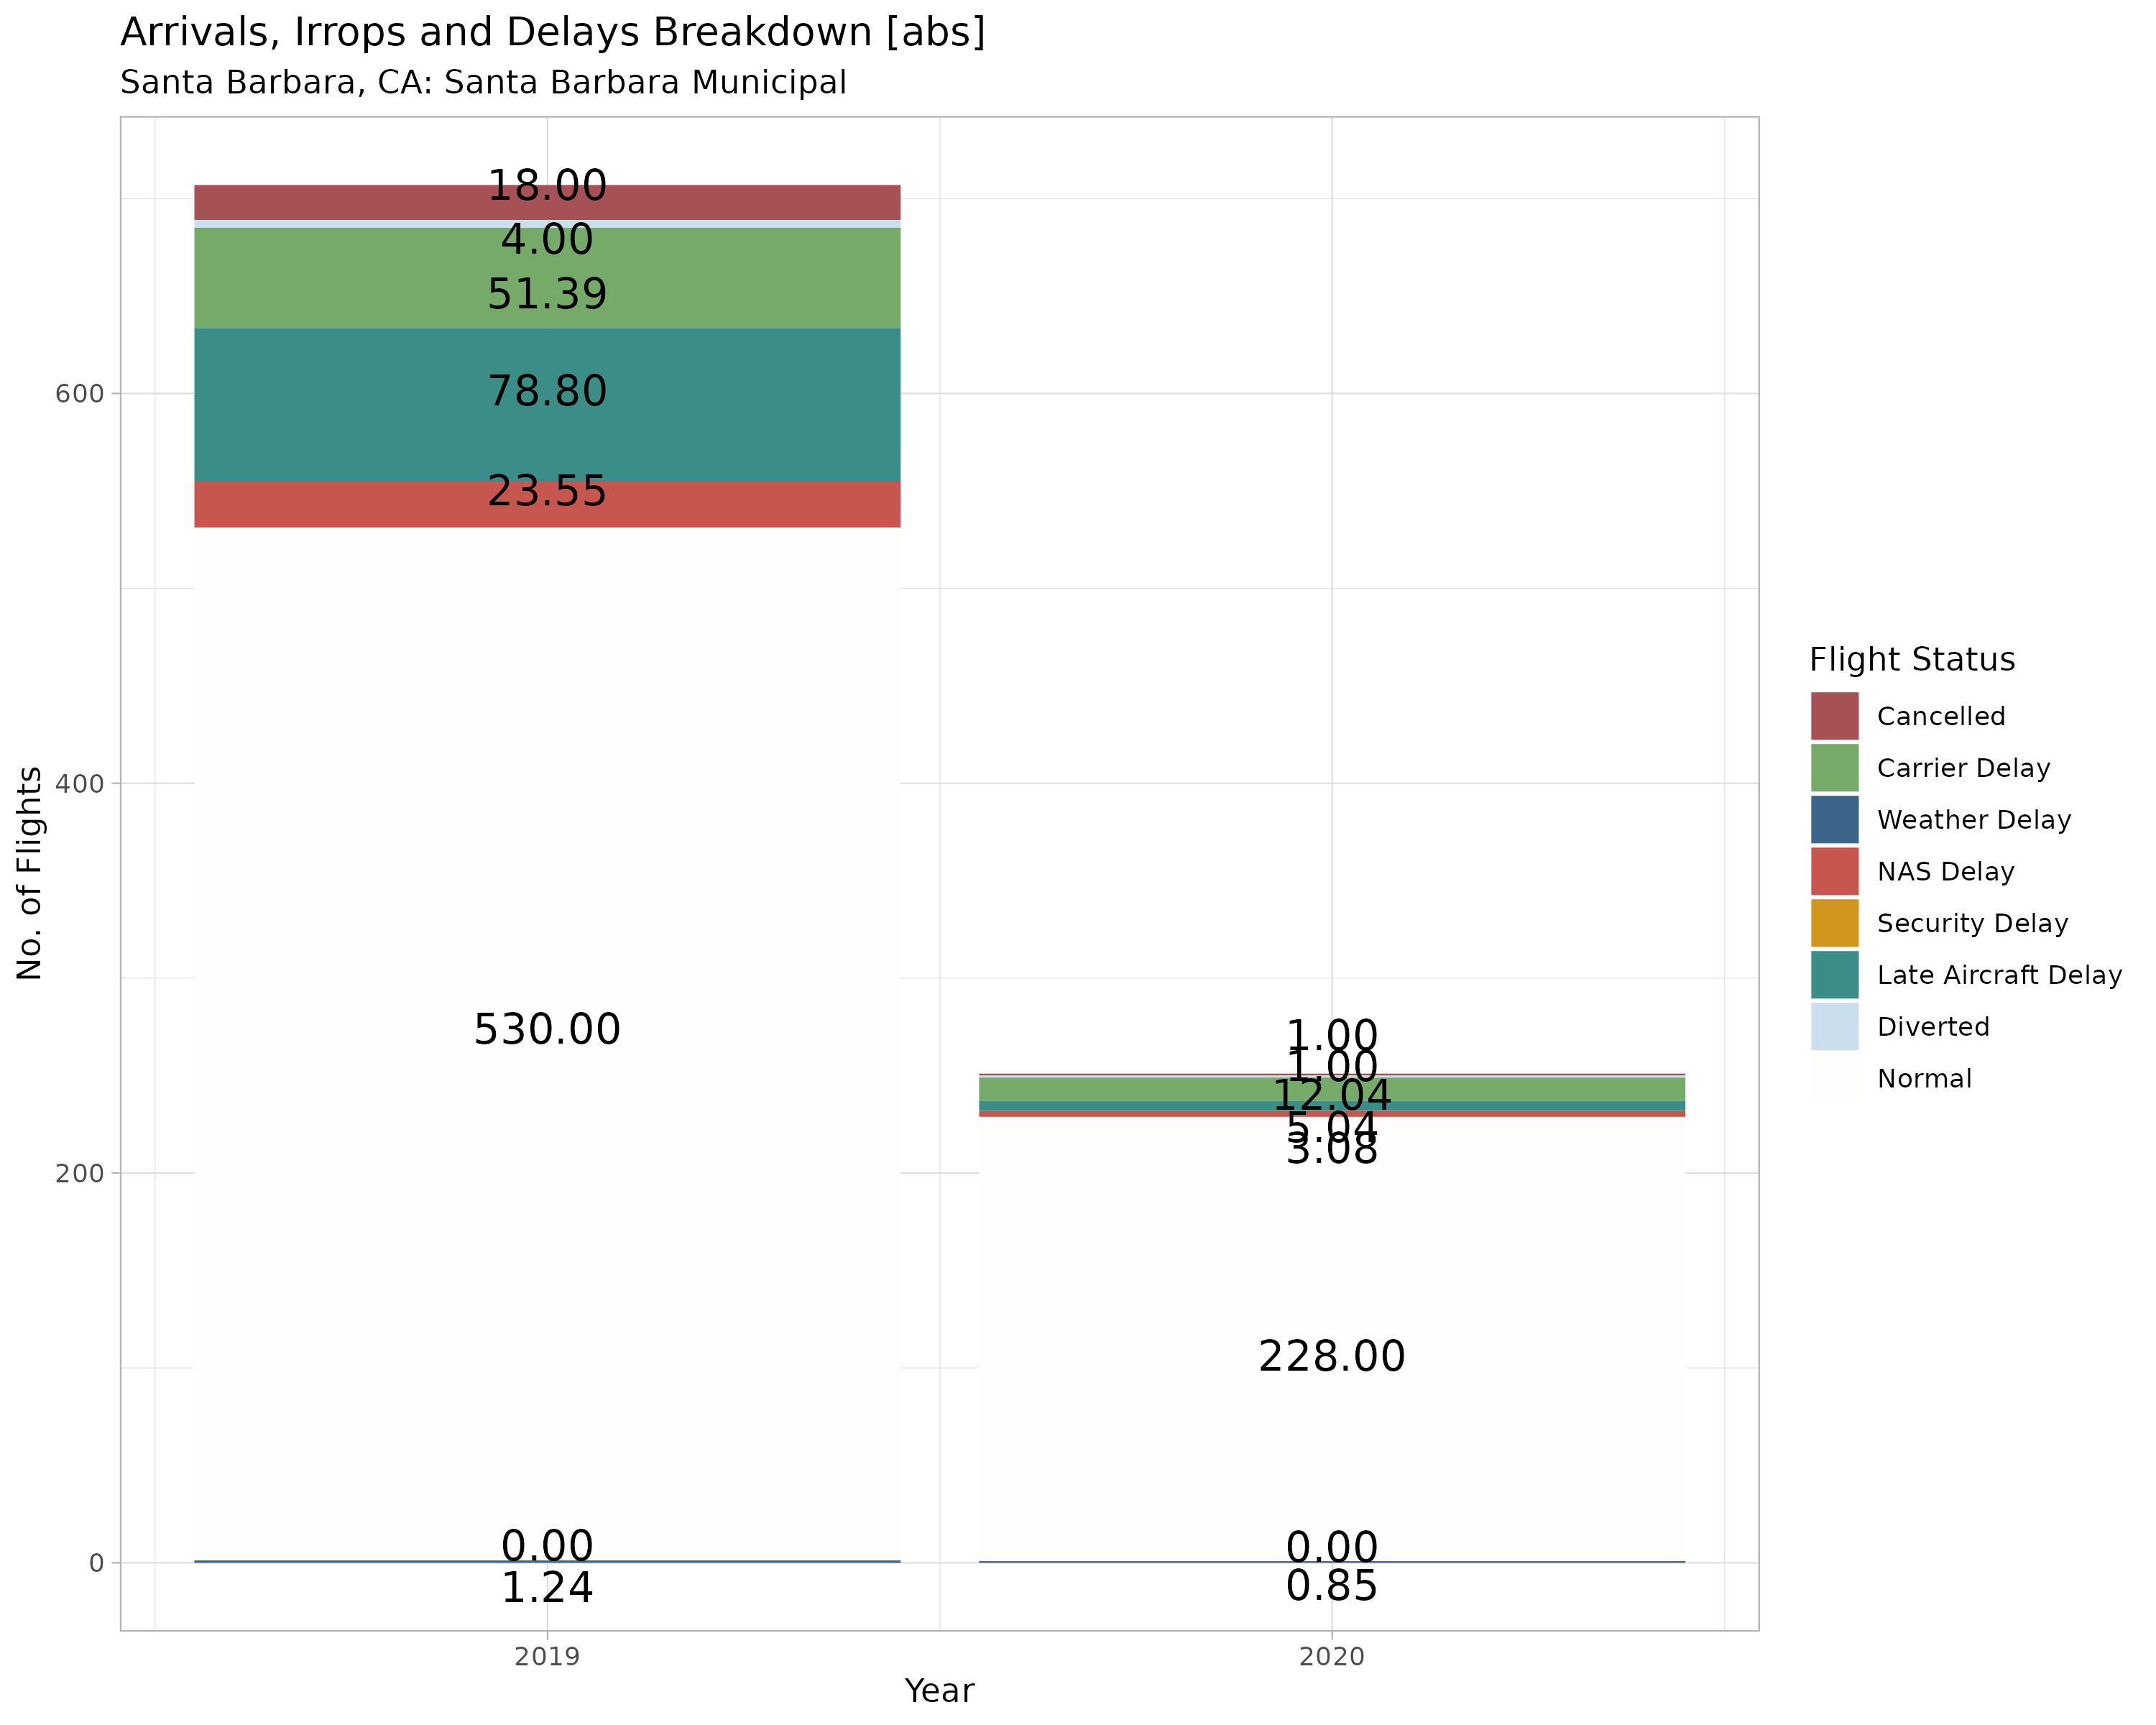 Arrivals, Irrops and Delays Breakdown [abs]
Santa Barbara, CA: Santa Barbara Municipal
No. of Flights
600
400
200
0
18.00
4.00
51.39
78.80
23.55
530.00
0.00
1.24
1.00
1.00
12.04
5.04
3.08
228.00
0.00
0.85
2019
2020
Year
Flight Status
Cancelled
Carrier Delay
Weather Delay
NAS Delay
Security Delay
Late Aircraft Delay
Diverted
Normal